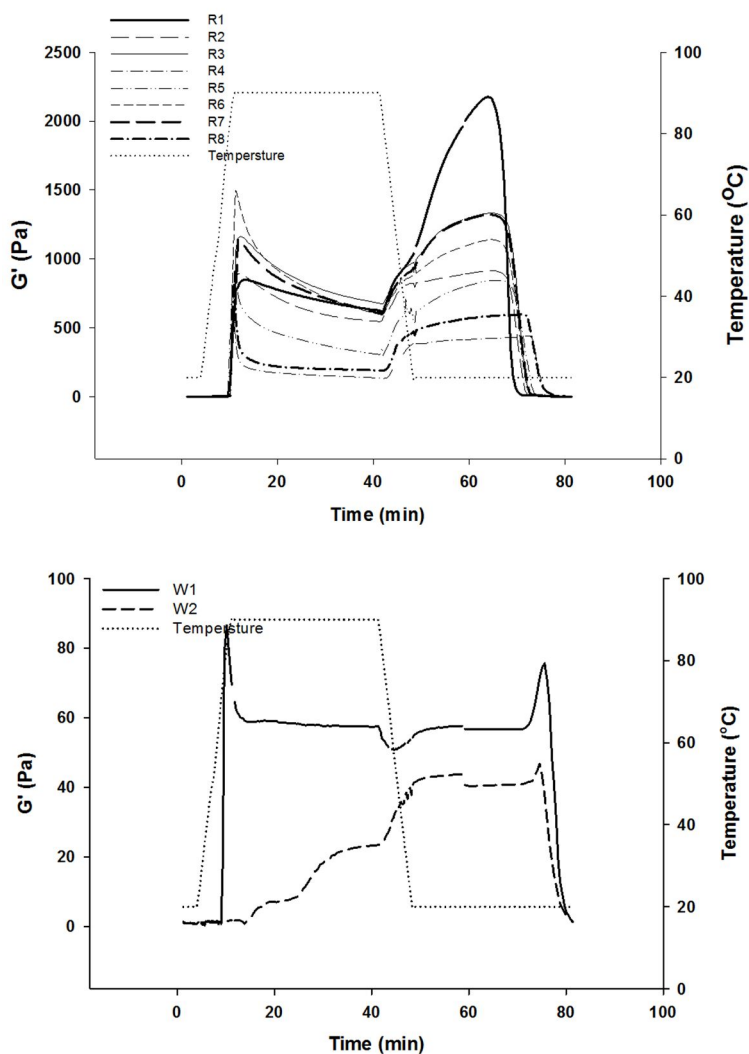 R1
R2
R3
R4
R5
R6
R7
R8
Tempersture
2500
2000
1500
1000
500
0
G' (Pa)
100
80
60
40
20
0
Temperature (°C)
0 20 40 60 80 100
Time (min)
W1
W2
Tempersture
100
80
60
40
20
0
G' (Pa)
100
80
60
40
20
0
Temperature (°C)
0 20 40 60 80 100
Time (min)